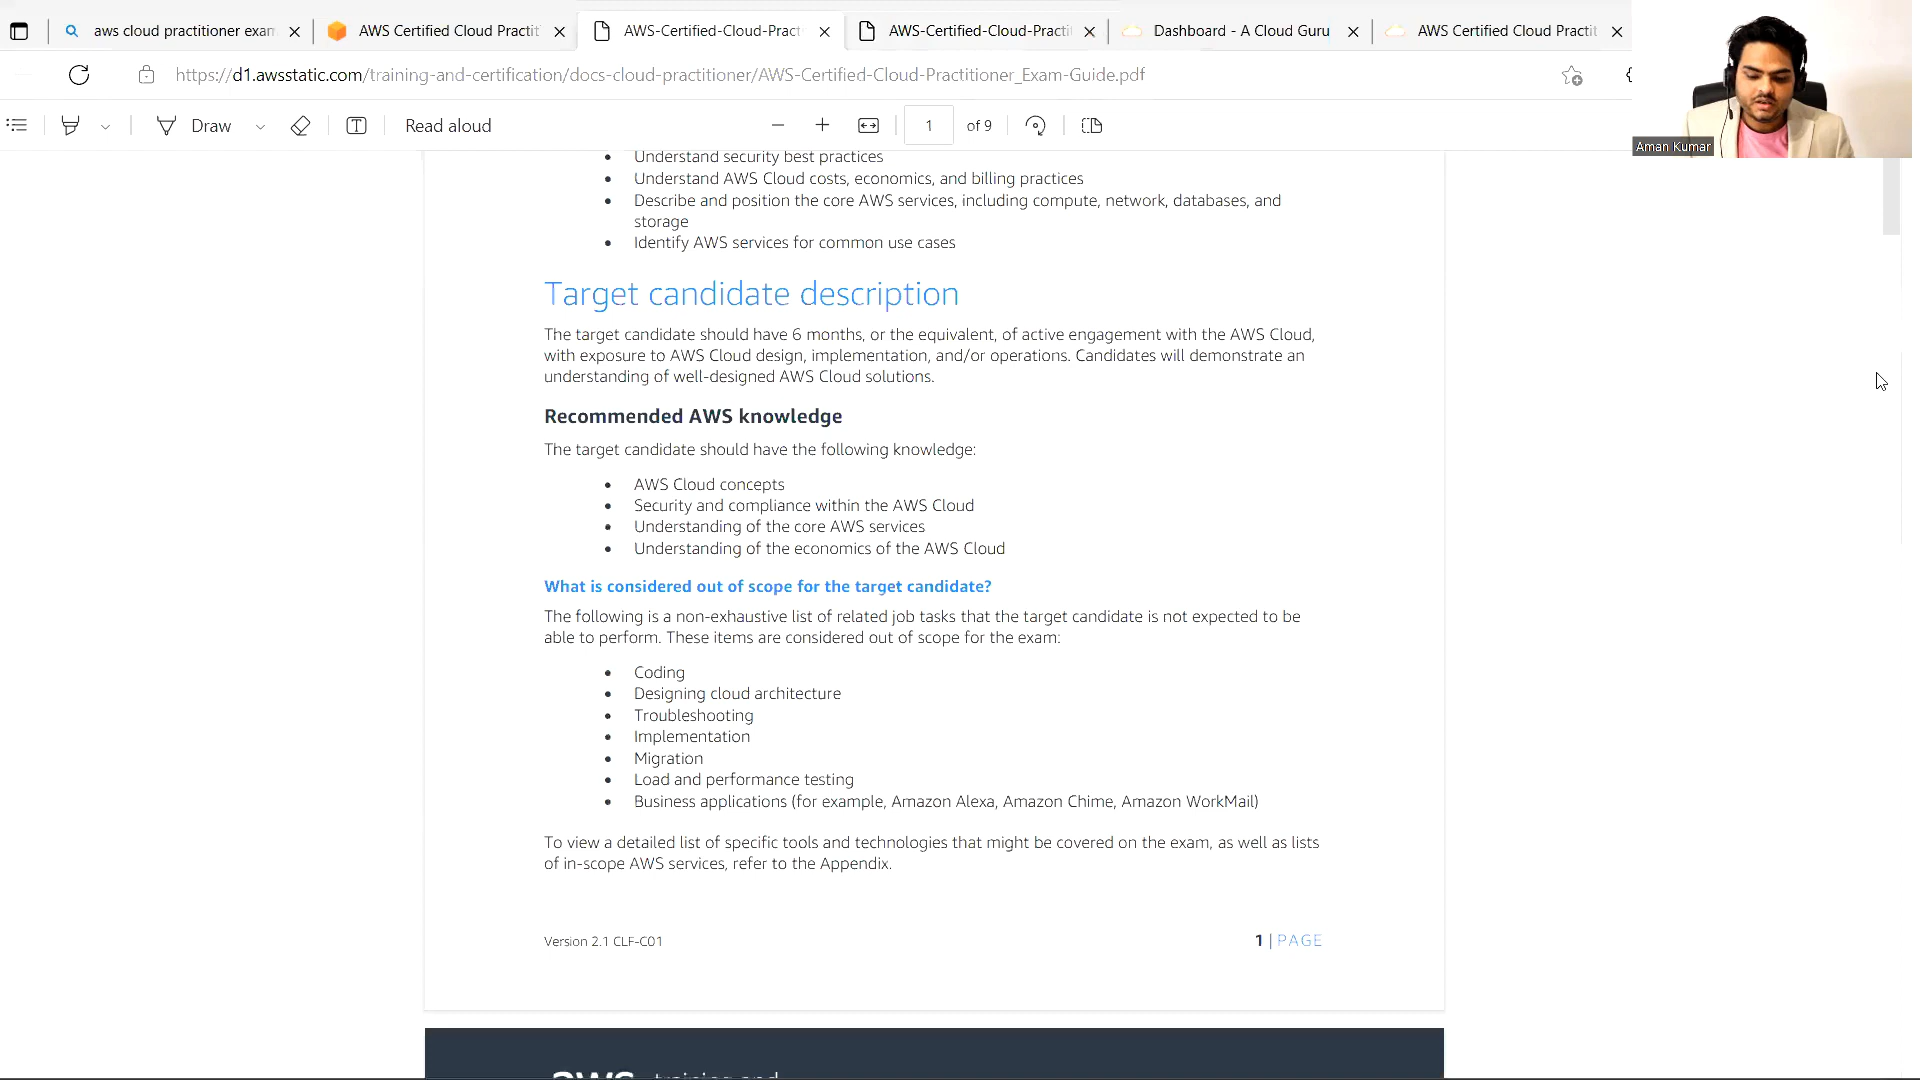 aws cloud practitioner exam
AWS Certified Cloud Practit
AWS-Certified-Cloud-Pract
AWS-Certified-Cloud-Practi
Dashboard - A Cloud Guru
AWS Certified Cloud Practit
https://d1.awsstatic.com/training-and-certification/docs-cloud-practitioner/AWS-Certified-Cloud-Practitioner_Exam-Guide.pdf
Draw
Read aloud
1 of 9
Aman Kumar
• Understand security best practices
• Understand AWS Cloud costs, economics, and billing practices
• Describe and position the core AWS services, including compute, network, databases, and
storage
• Identify AWS services for common use cases
Target candidate description
The target candidate should have 6 months, or the equivalent, of active engagement with the AWS Cloud,
with exposure to AWS Cloud design, implementation, and/or operations. Candidates will demonstrate an
understanding of well-designed AWS Cloud solutions.
Recommended AWS knowledge
The target candidate should have the following knowledge:
• AWS Cloud concepts
• Security and compliance within the AWS Cloud
• Understanding of the core AWS services
• Understanding of the economics of the AWS Cloud
What is considered out of scope for the target candidate?
The following is a non-exhaustive list of related job tasks that the target candidate is not expected to be
able to perform. These items are considered out of scope for the exam:
• Coding
• Designing cloud architecture
• Troubleshooting
• Implementation
• Migration
• Load and performance testing
• Business applications (for example, Amazon Alexa, Amazon Chime, Amazon WorkMail)
To view a detailed list of specific tools and technologies that might be covered on the exam, as well as lists
of in-scope AWS services, refer to the Appendix.
Version 2.1 CLF-C01
1 | PAGE
aws training and